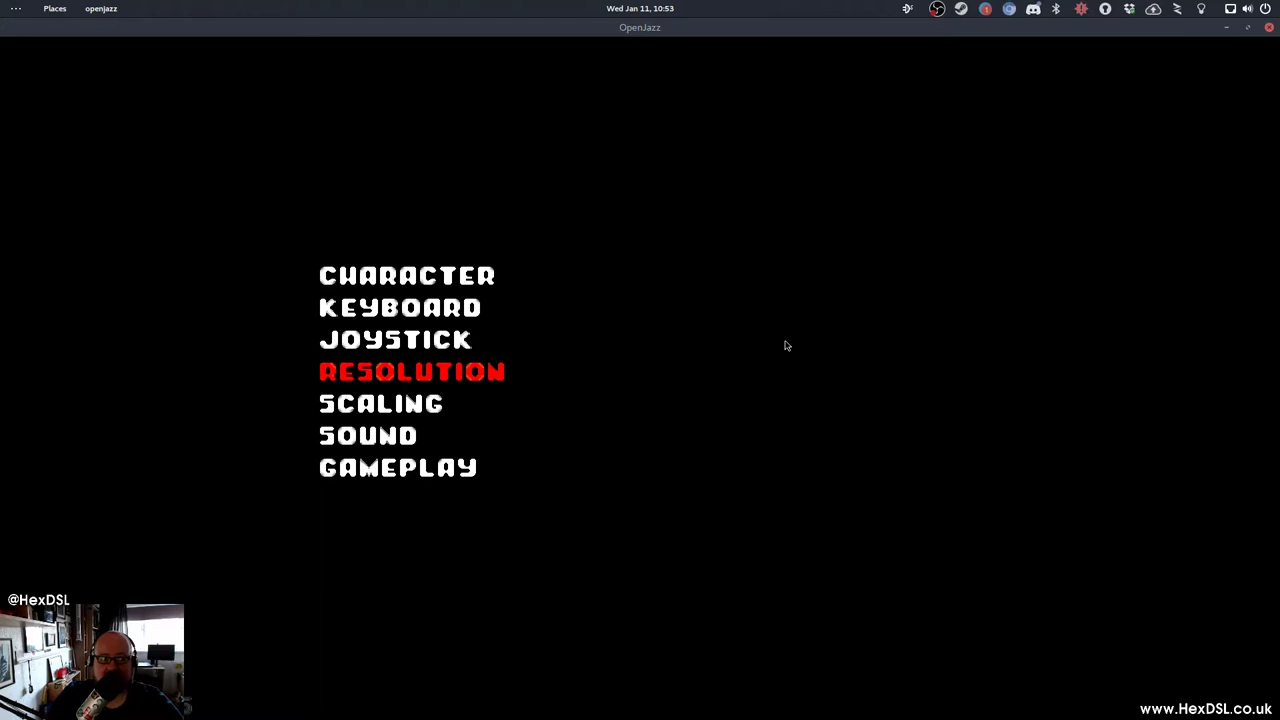 Places openjazz Wed Jan 11, 10:53
OpenJazz
CHARACTER
KEYBOARD
JOYSTICK
RESOLUTION
SCALING
SOUND
GAMEPLAY
@HexDSL
www.HexDSL.co.uk